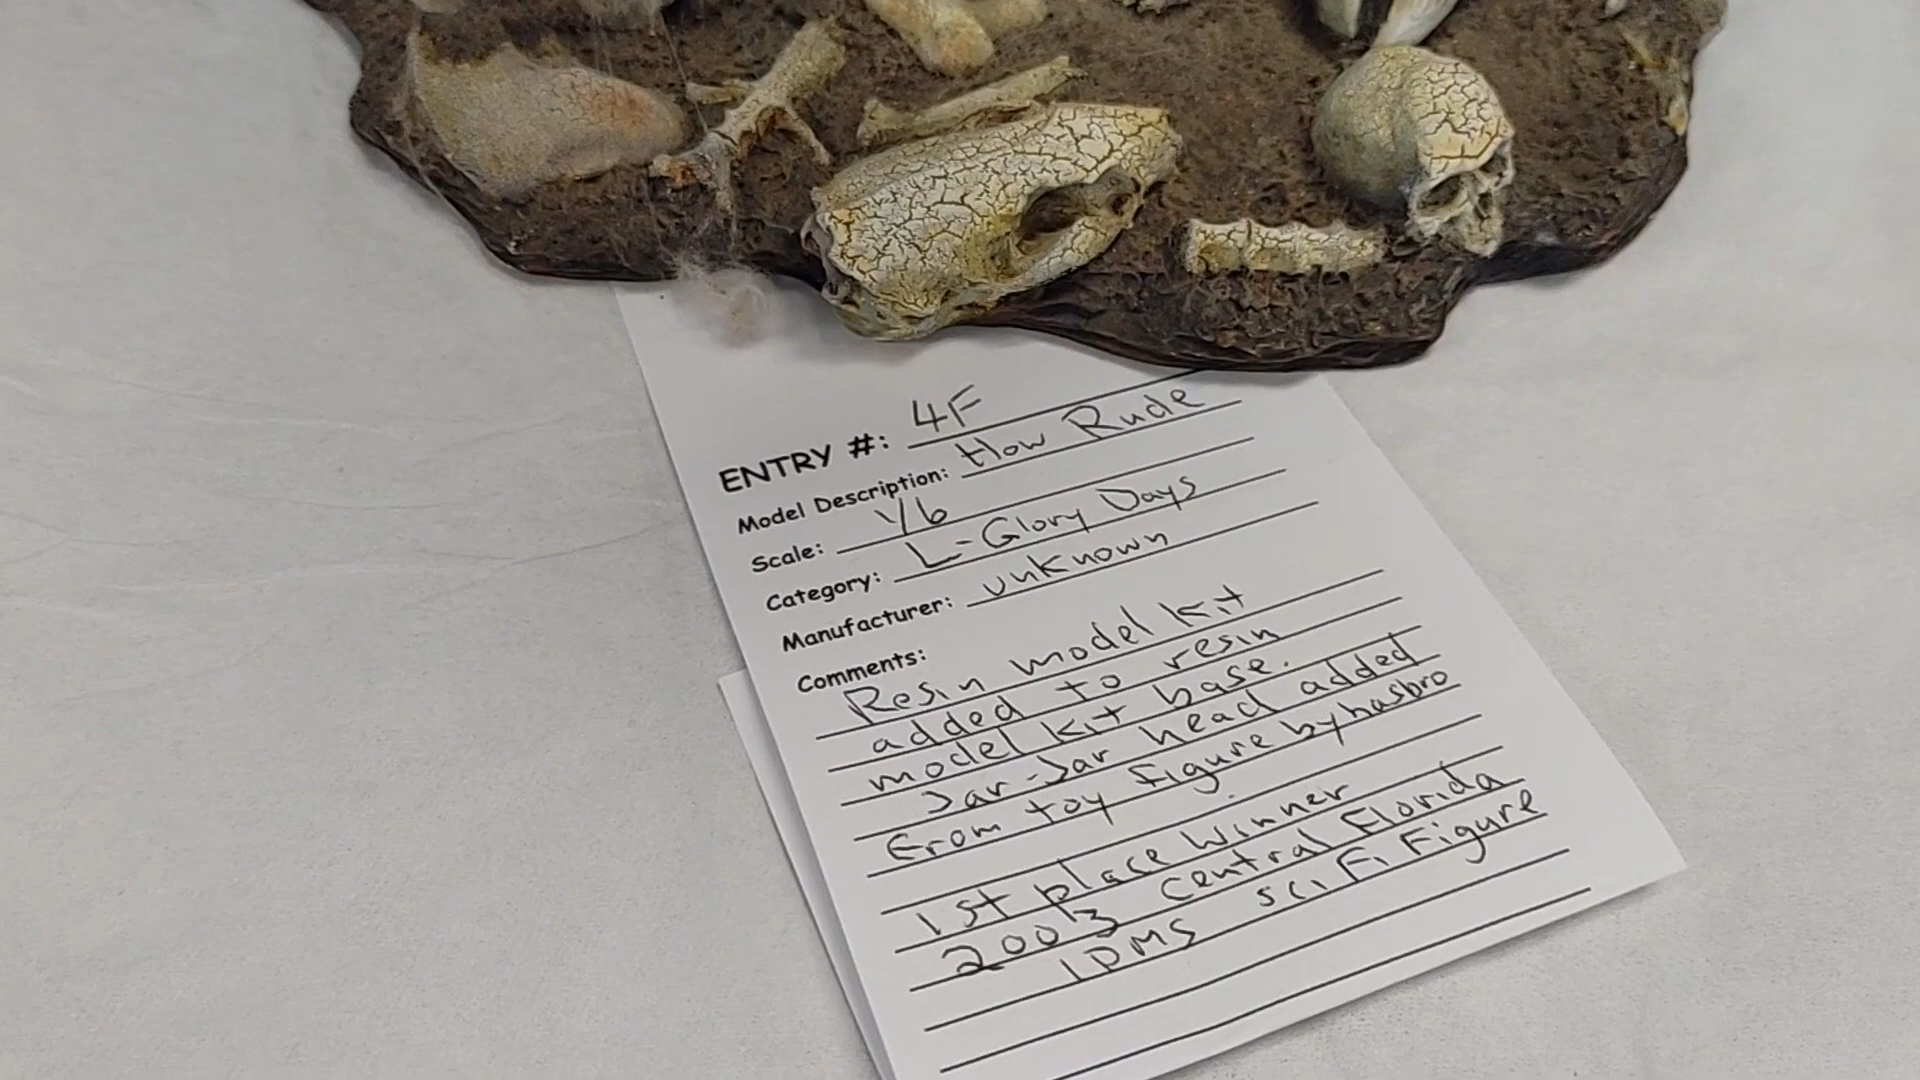 ENTRY #: 4F
Model Description: How Rude
Scale: 1/6
Category: L-Glory Days
Manufacturer: unknown
Comments:
Resin model kit
added to resin
model kit base.
Jar-Jar head added
from toy figure by hasbro
1st place winner
2003 Central Florida
IPMS Sci Fi Figure